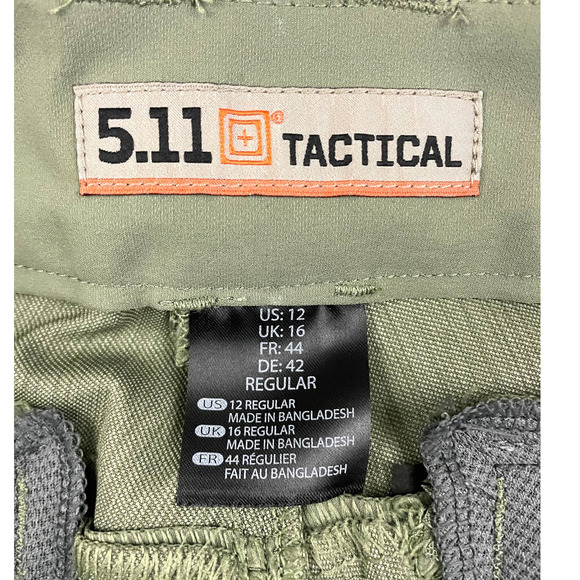 5.11 ® TACTICAL
US: 12
UK: 16
FR: 44
DE: 42
REGULAR
US 12 REGULAR
MADE IN BANGLADESH
UK 16 REGULAR
MADE IN BANGLADESH
FR 44 RÉGULIER
FAIT AU BANGLADESH